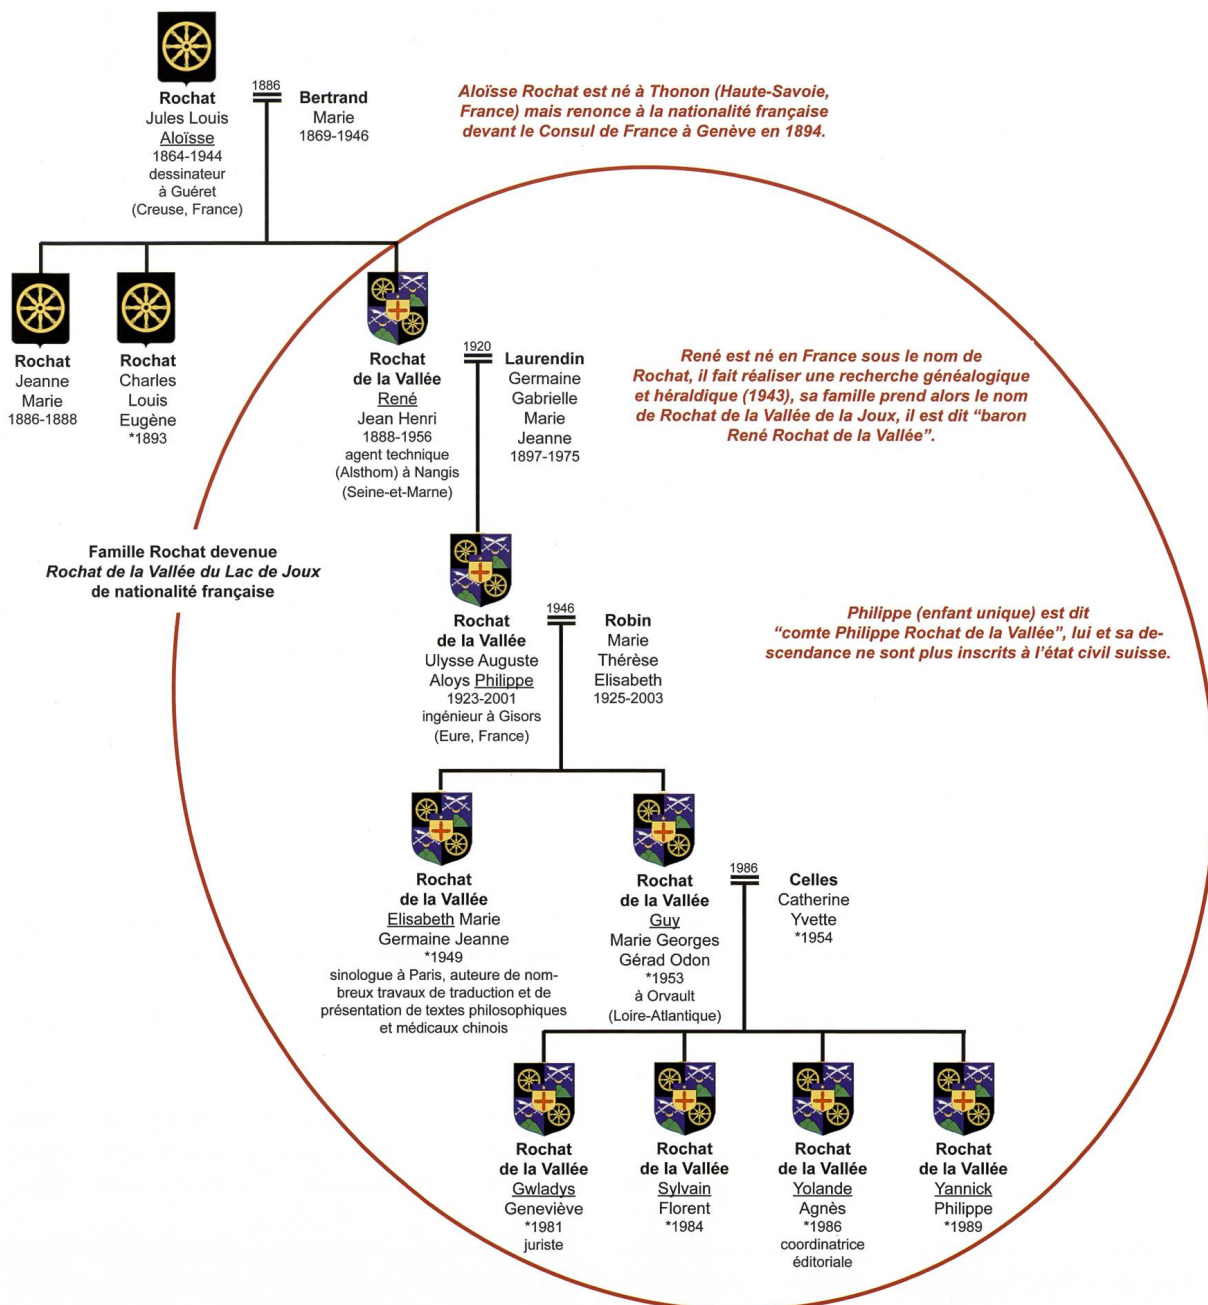 Rochat
Jules Louis
Aloïsse
1864-1944
dessinateur
à Guéret
(Creuse, France)
1886
Bertrand
Marie
1869-1946
Aloïsse Rochat est né à Thonon (Haute-Savoie,
France) mais renonce à la nationalité française
devant le Consul de France à Genève en 1894.
Rochat
Jeanne
Marie
1886-1888
Rochat
Charles
Louis
Eugène
*1893
Rochat
de la Vallée
René
Jean Henri
1888-1956
agent technique
(Alsthom) à Nangis
(Seine-et-Marne)
1920
Laurendin
Germaine
Gabrielle
Marie
Jeanne
1897-1975
René est né en France sous le nom de
Rochat, il fait réaliser une recherche généalogique
et héraldique (1943), sa famille prend alors le nom
de Rochat de la Vallée de la Joux, il est dit “baron
René Rochat de la Vallée”.
Famille Rochat devenue
Rochat de la Vallée du Lac de Joux
de nationalité française
Rochat
de la Vallée
Ulysse Auguste
Aloys Philippe
1923-2001
ingénieur à Gisors
(Eure, France)
1946
Robin
Marie
Thérèse
Elisabeth
1925-2003
Philippe (enfant unique) est dit
“comte Philippe Rochat de la Vallée”, lui et sa de-
scendance ne sont plus inscrits à l’état civil suisse.
Rochat
de la Vallée
Elisabeth Marie
Germaine Jeanne
*1949
sinologue à Paris, auteure de nom-
breux travaux de traduction et de
présentation de textes philosophiques
et médicaux chinois
Rochat
de la Vallée
Guy
Marie Georges
Gérad Odon
*1953
à Orvault
(Loire-Atlantique)
1986
Celles
Catherine
Yvette
*1954
Rochat
de la Vallée
Gwladys
Geneviève
*1981
juriste
Rochat
de la Vallée
Sylvain
Florent
*1984
Rochat
de la Vallée
Yolande
Agnès
*1986
coordinatrice
éditoriale
Rochat
de la Vallée
Yannick
Philippe
*1989